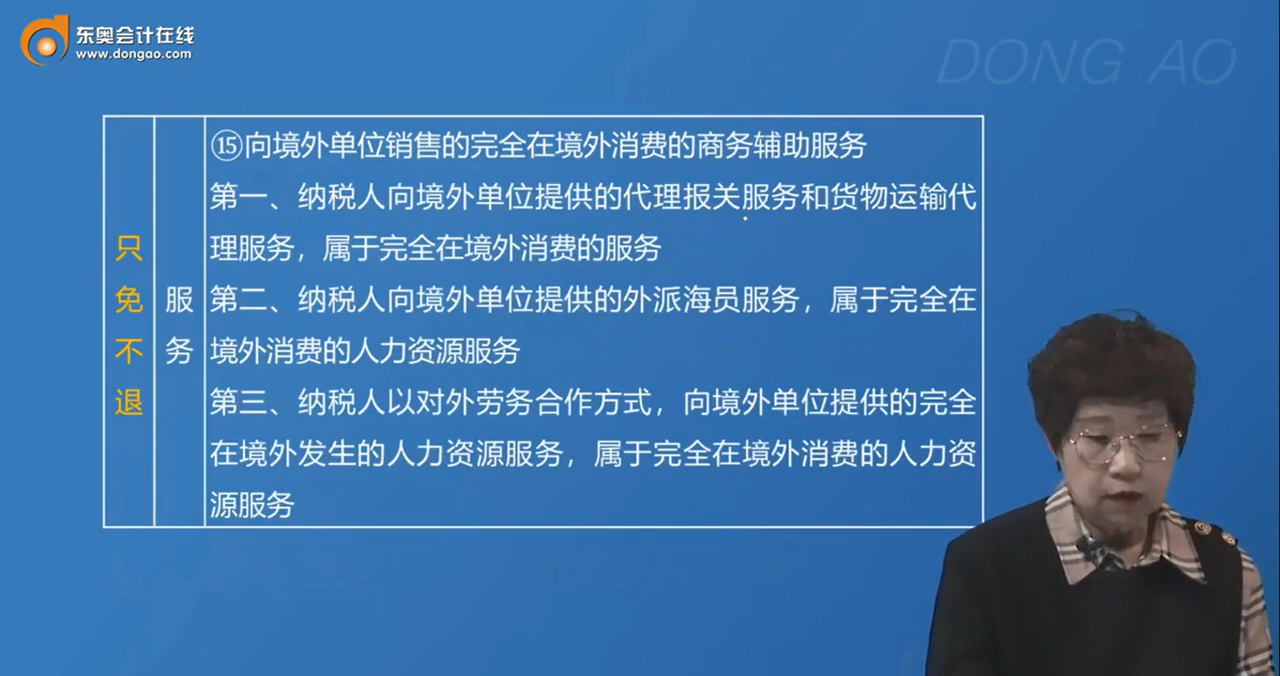 东奥会计在线
www.dongao.com
DONG AO
只免不退
服务
⑮向境外单位销售的完全在境外消费的商务辅助服务
第一、纳税人向境外单位提供的代理报关服务和货物运输代
理服务，属于完全在境外消费的服务
第二、纳税人向境外单位提供的外派海员服务，属于完全在
境外消费的人力资源服务
第三、纳税人以对外劳务合作方式，向境外单位提供的完全
在境外发生的人力资源服务，属于完全在境外消费的人力资
源服务